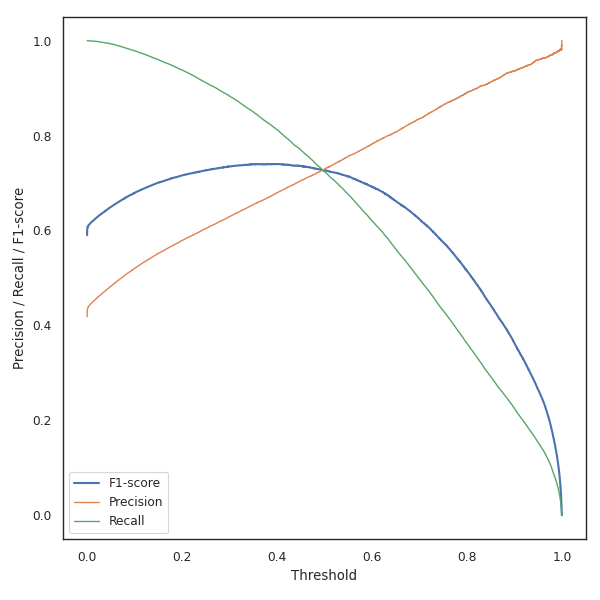 Precision / Recall / F1-score
1.0
0.8
0.6
0.4
0.2
0.0
F1-score
Precision
Recall
0.0 0.2 0.4 0.6 0.8 1.0
Threshold